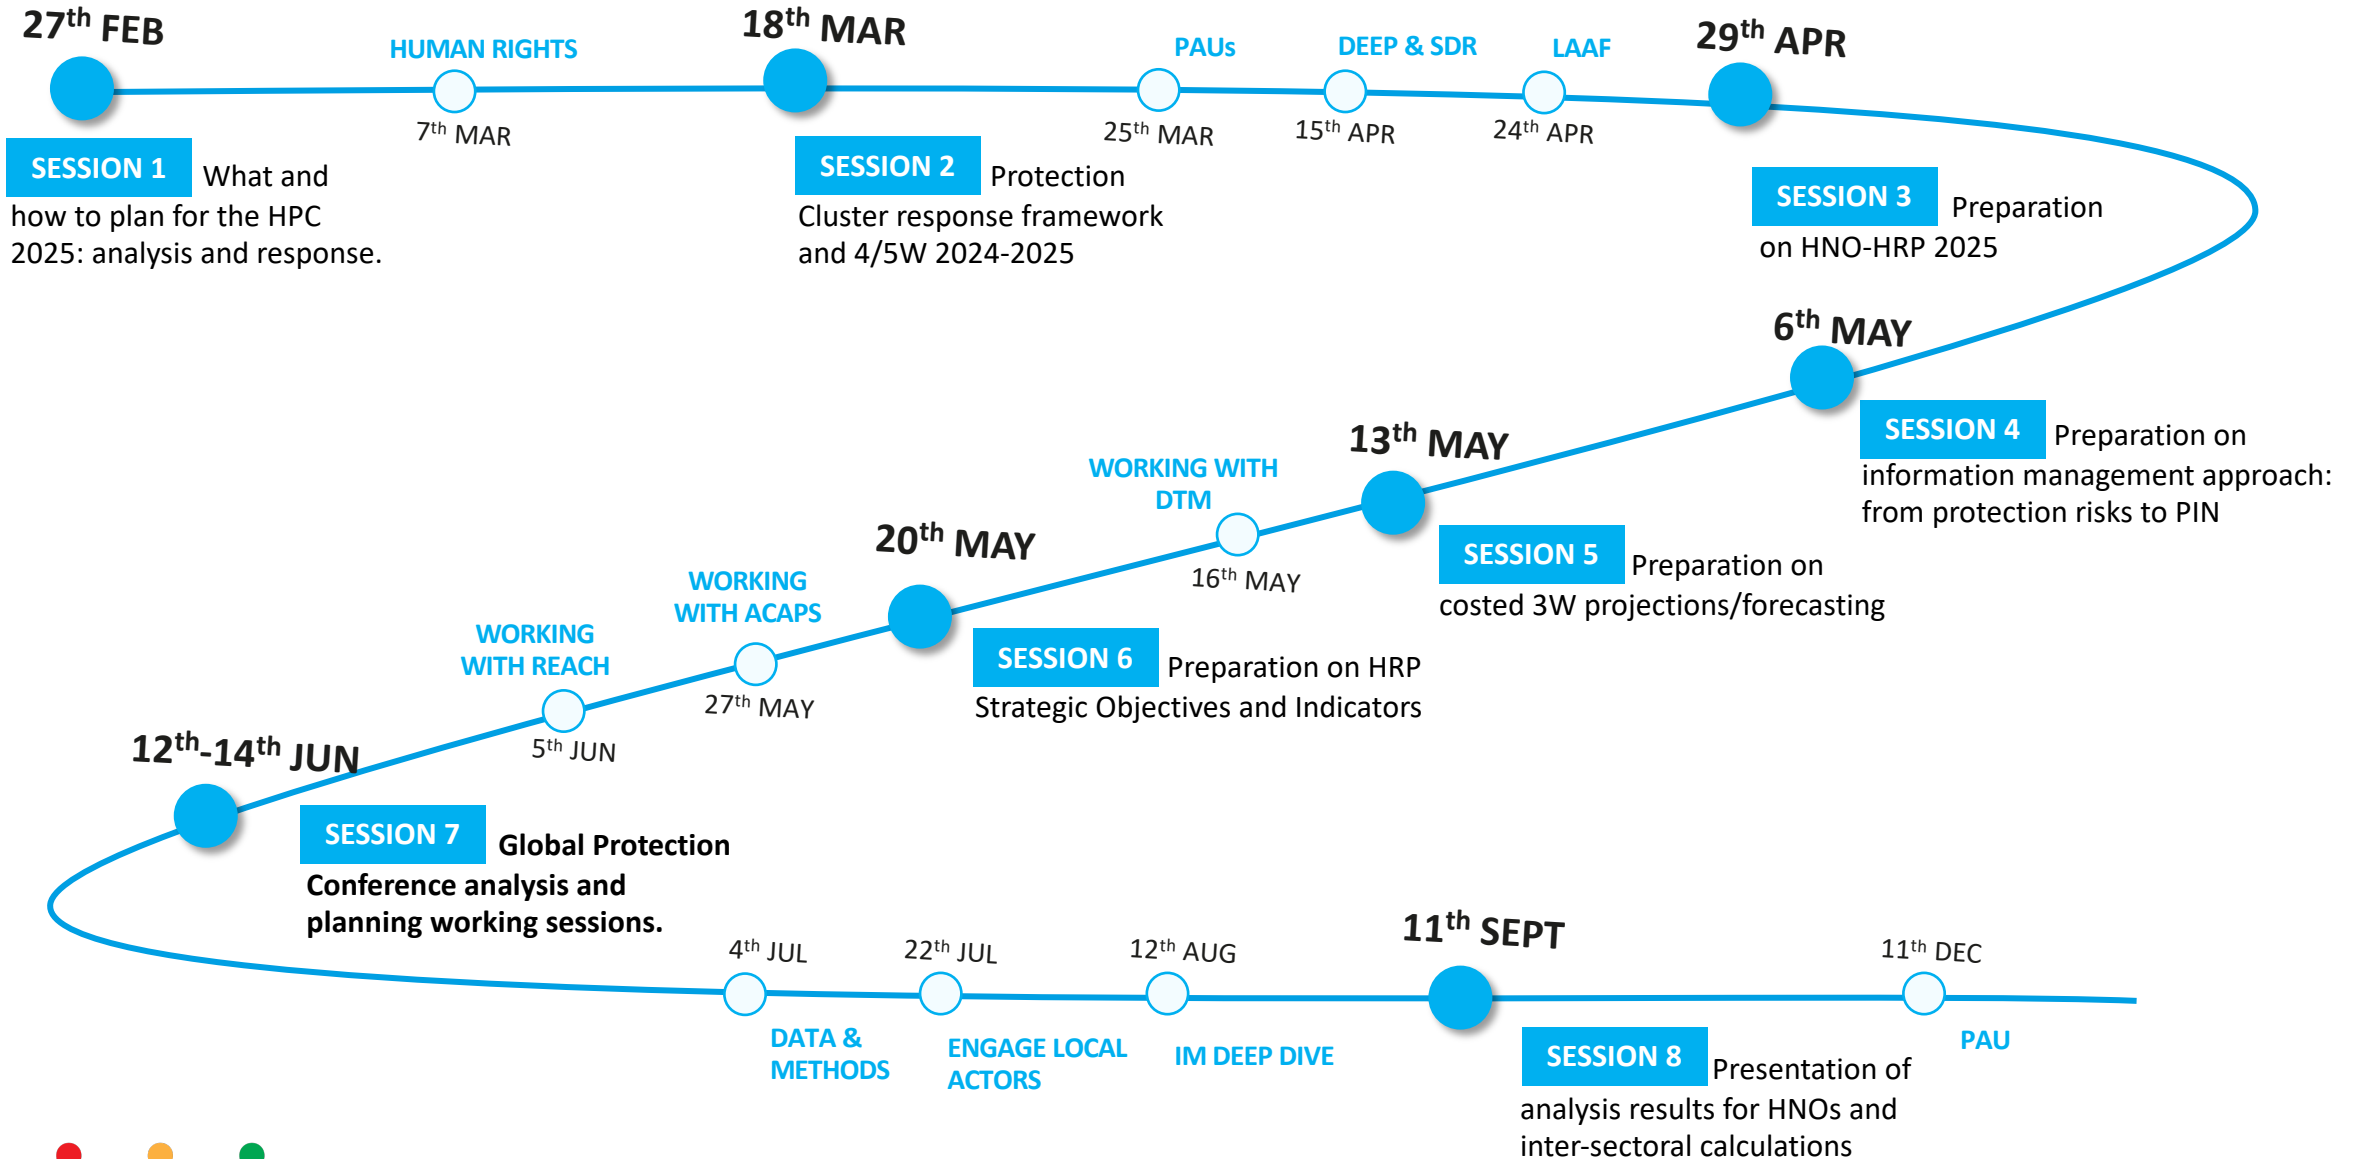 27th FEB
HUMAN RIGHTS
7th MAR
18th MAR
PAUs
25th MAR
DEEP & SDR
15th APR
LAAF
24th APR
29th APR
SESSION 1 What and
how to plan for the HPC
2025: analysis and response.
SESSION 2 Protection
Cluster response framework
and 4/5W 2024-2025
SESSION 3 Preparation
on HNO-HRP 2025
6th MAY
SESSION 4 Preparation on
information management approach:
from protection risks to PIN
13th MAY
SESSION 5 Preparation on
costed 3W projections/forecasting
WORKING WITH
DTM
16th MAY
20th MAY
SESSION 6 Preparation on HRP
Strategic Objectives and Indicators
WORKING
WITH ACAPS
27th MAY
WORKING
WITH REACH
5th JUN
12th-14th JUN
SESSION 7 Global Protection
Conference analysis and
planning working sessions.
4th JUL
DATA &
METHODS
22th JUL
ENGAGE LOCAL
ACTORS
12th AUG
IM DEEP DIVE
11th SEPT
SESSION 8 Presentation of
analysis results for HNOs and
inter-sectoral calculations
11th DEC
PAU